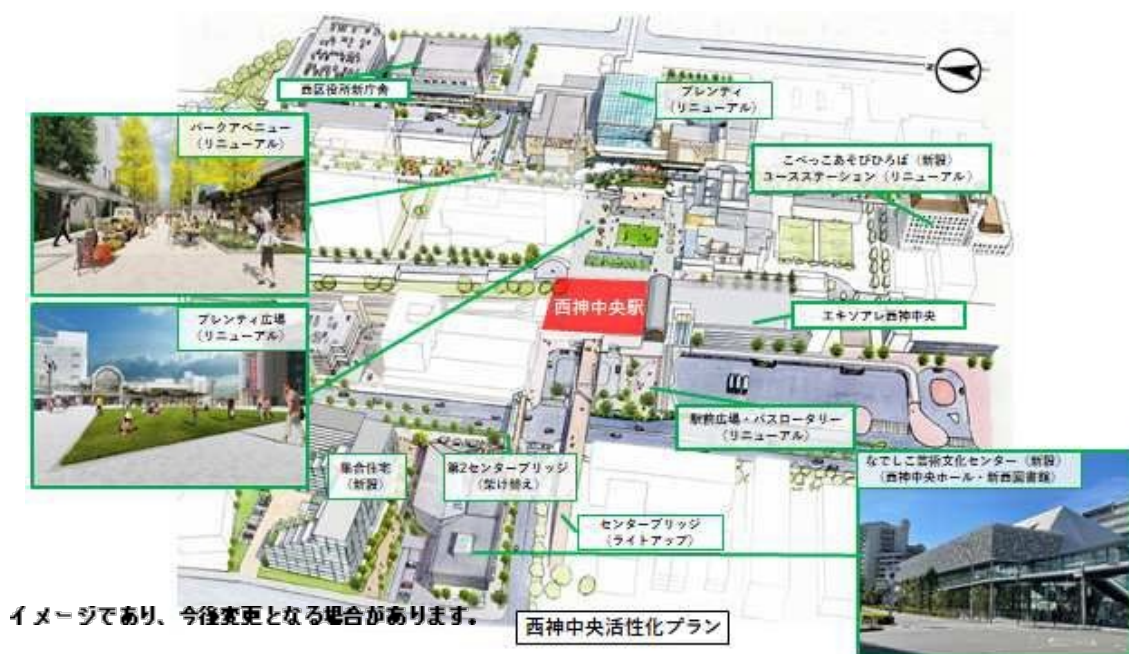 西区役所新庁舎
プレンティ
（リニューアル）
N
パークアベニュー
（リニューアル）
こべっこあそびひろば（新設）
ユースステーション（リニューアル）
プレンティ広場
（リニューアル）
西神中央駅
エキソアレ西神中央
駅前広場・バスロータリー
（リニューアル）
集合住宅
（新設）
第2センターブリッジ
（架け替え）
なでしこ芸術文化センター（新設）
（西神中央ホール・新西図書館）
センターブリッジ
（ライトアップ）
イメージであり、今後変更となる場合があります。
西神中央活性化プラン